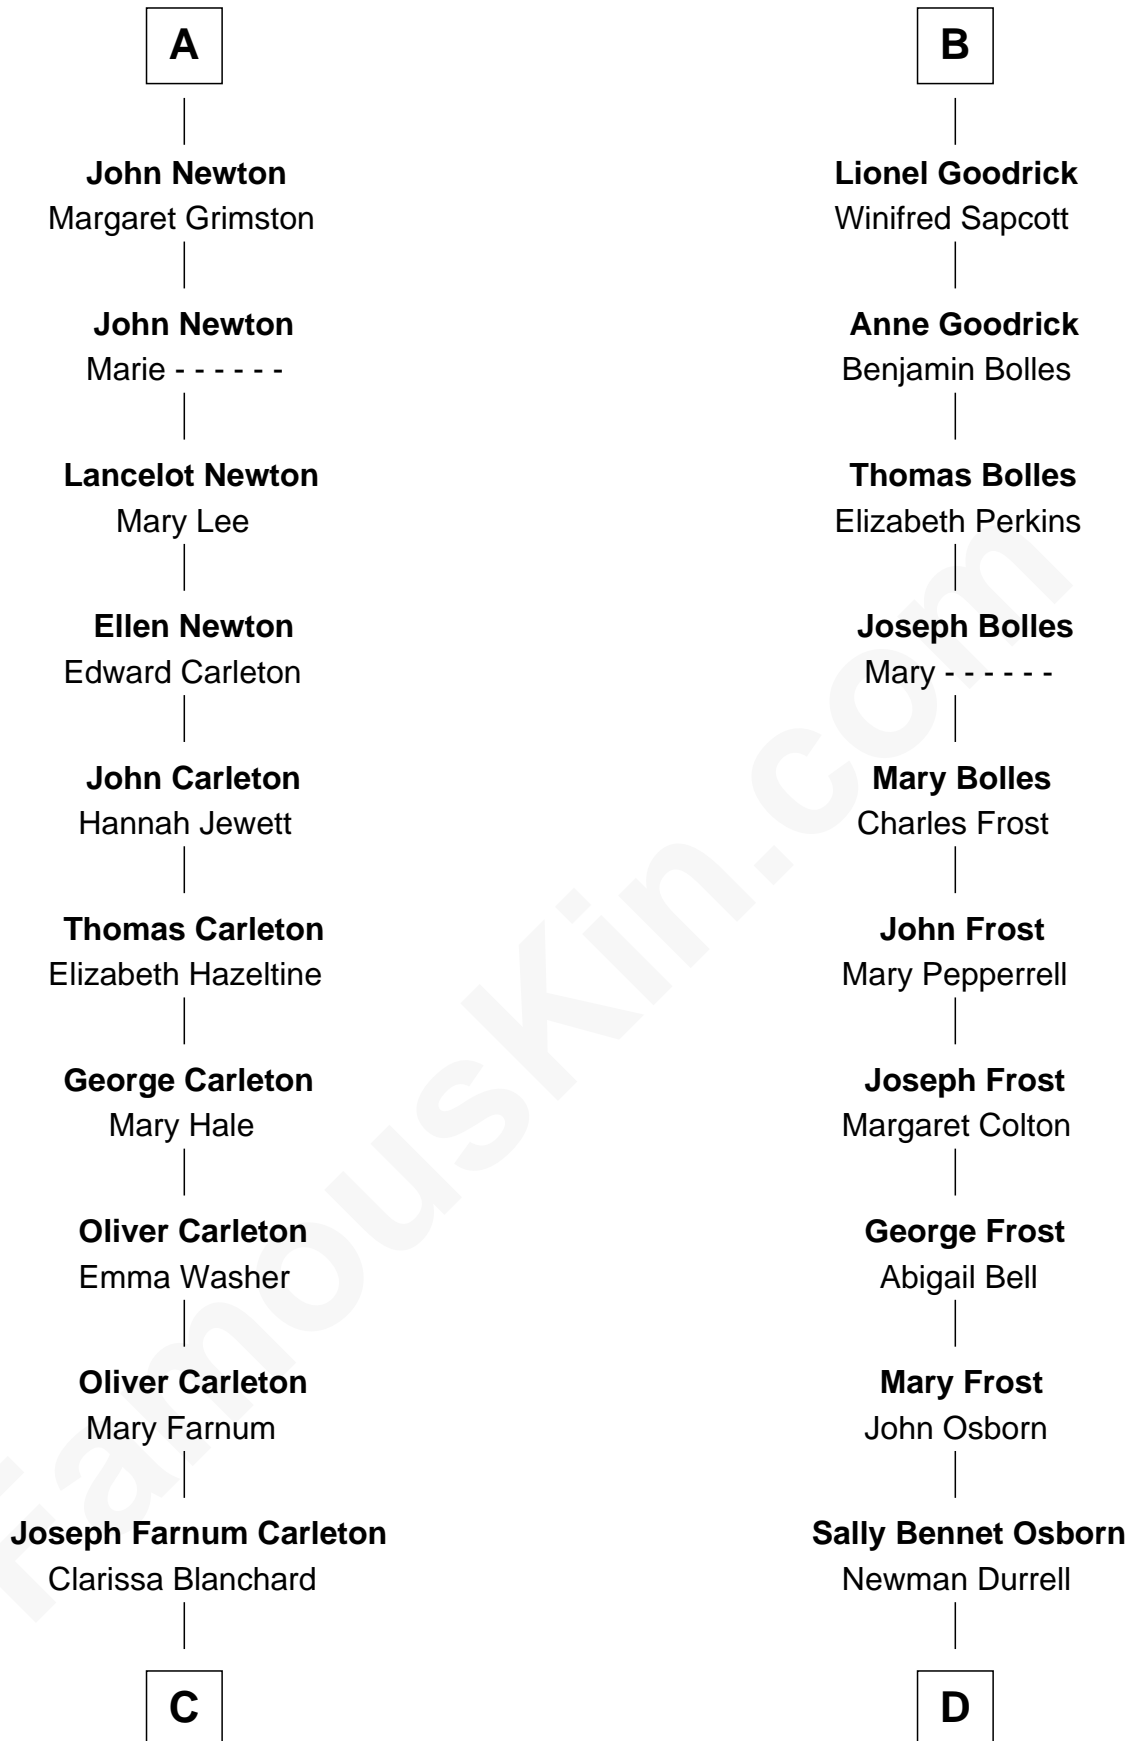 A
John Newton
Margaret Grimston
John Newton
Marie - - - - - -
Lancelot Newton
Mary Lee
Ellen Newton
Edward Carleton
John Carleton
Hannah Jewett
Thomas Carleton
Elizabeth Hazeltine
George Carleton
Mary Hale
Oliver Carleton
Emma Washer
Oliver Carleton
Mary Farnum
Joseph Farnum Carleton
Clarissa Blanchard
C
B
Lionel Goodrick
Winifred Sapcott
Anne Goodrick
Benjamin Bolles
Thomas Bolles
Elizabeth Perkins
Joseph Bolles
Mary - - - - - -
Mary Bolles
Charles Frost
John Frost
Mary Pepperrell
Joseph Frost
Margaret Colton
George Frost
Abigail Bell
Mary Frost
John Osborn
Sally Bennet Osborn
Newman Durrell
D
FamousKin.com